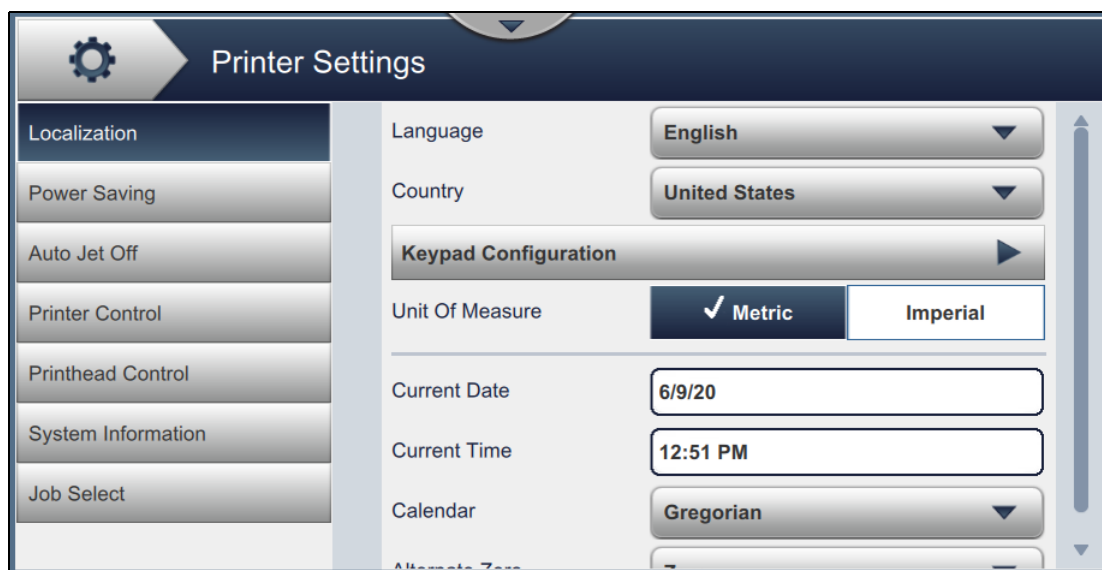 Printer Settings
Localization
Power Saving
Auto Jet Off
Printer Control
Printhead Control
System Information
Job Select
Language
English
Country
United States
Keypad Configuration
Unit Of Measure
Metric
Imperial
Current Date
6/9/20
Current Time
12:51 PM
Calendar
Gregorian
Alternate Zero